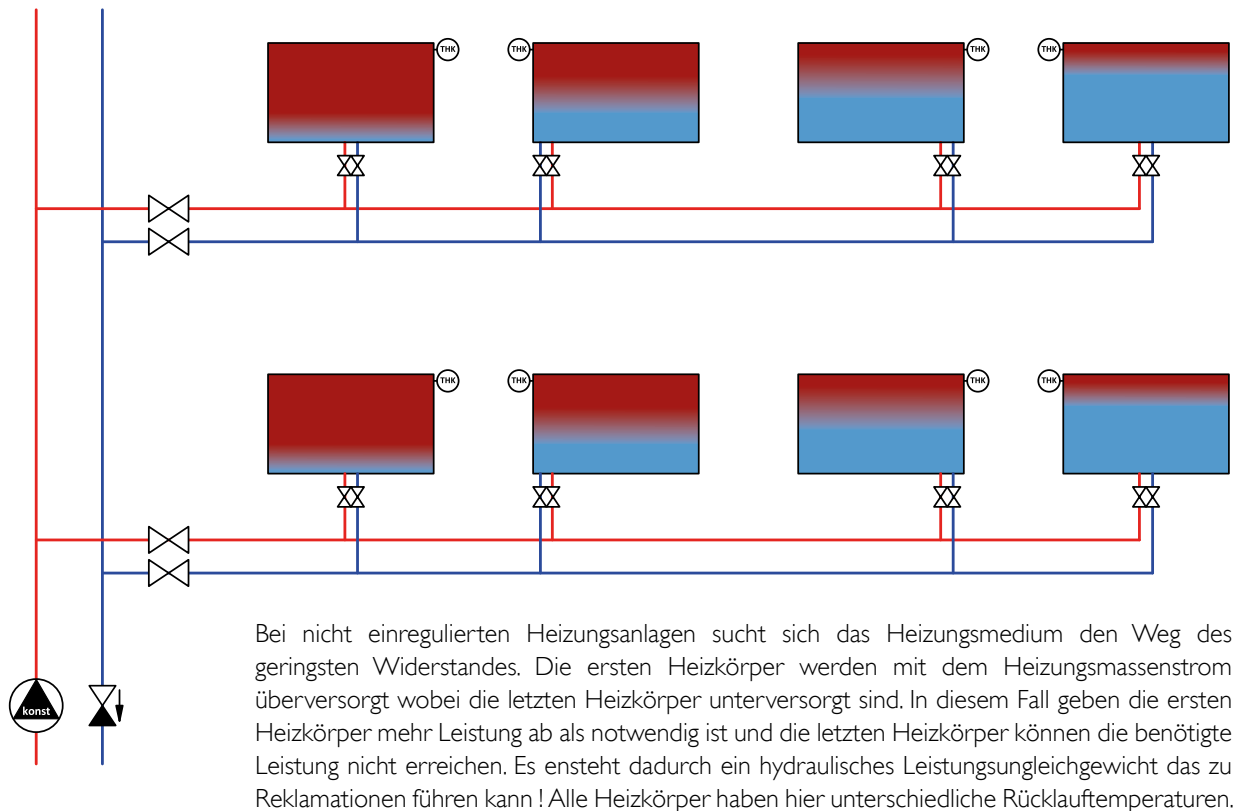 THK THK THK THK
THK THK THK THK
Bei nicht einregulierten Heizungsanlagen sucht sich das Heizungsmedium den Weg des
geringsten Widerstandes. Die ersten Heizkörper werden mit dem Heizungsmassenstrom
überversorgt wobei die letzten Heizkörper unterversorgt sind. In diesem Fall geben die ersten
konst
Heizkörper mehr Leistung ab als notwendig ist und die letzten Heizkörper können die benötigte
Leistung nicht erreichen. Es ensteht dadurch ein hydraulisches Leistungsungleichgewicht das zu
Reklamationen führen kann ! Alle Heizkörper haben hier unterschiedliche Rücklauftemperaturen.